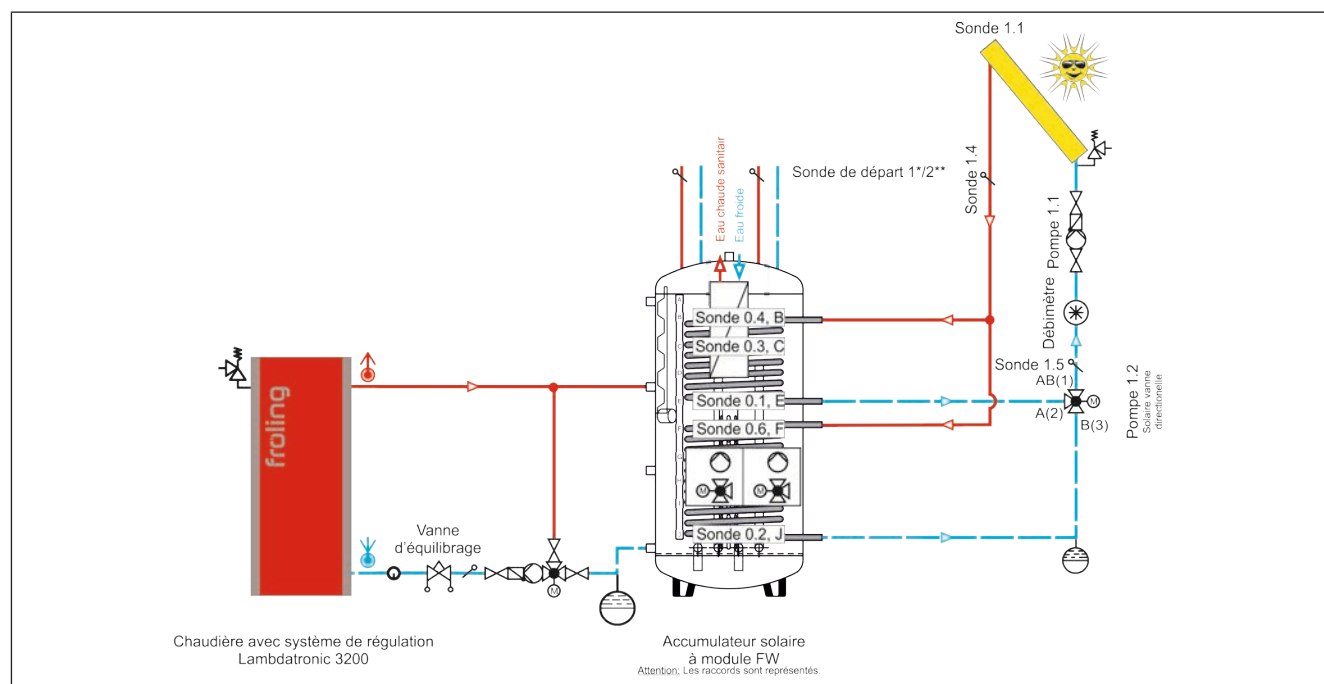 Sonde 1.1
Sonde 1.4
Sonde de départ 1*/2**
Eau chaude sanitair
Eau froide
Pompe 1.1
Débimètre
Sonde 0.4, B
Sonde 0.3, C
Sonde 1.5
AB(1)
Sonde 0.1, E
A(2)
M
B(3)
Pompe 1.2
Solaire vanne
directionelle
Sonde 0.6, F
froling
M
M
Sonde 0.2, J
Vanne
d'équilibrage
M
Chaudière avec système de régulation
Lambdatronic 3200
Accumulateur solaire
à module FW
Attention: Les raccords sont représentés.